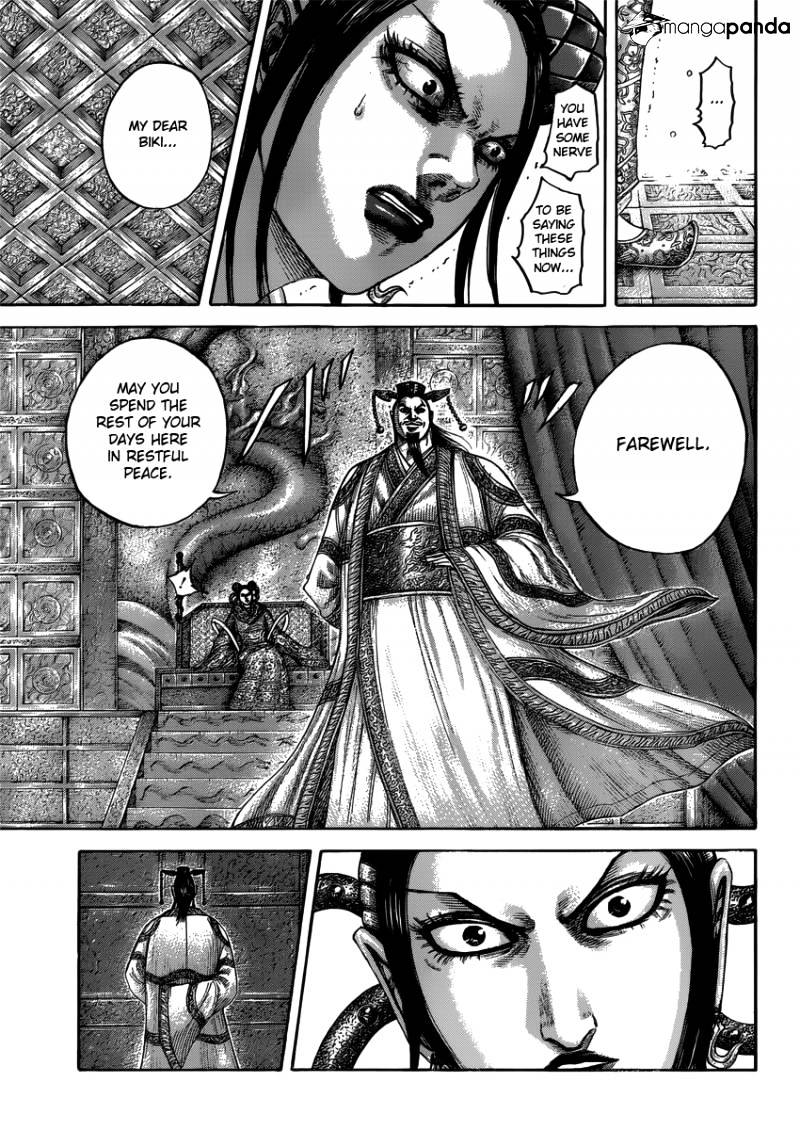 mangapanda
...
YOU
HAVE
SOME
NERVE
TO BE
SAYING
THESE
THINGS
NOW...
MY DEAR
BIKI...
FAREWELL.
MAY YOU
SPEND THE
REST OF YOUR
DAYS HERE
IN RESTFUL
PEACE.